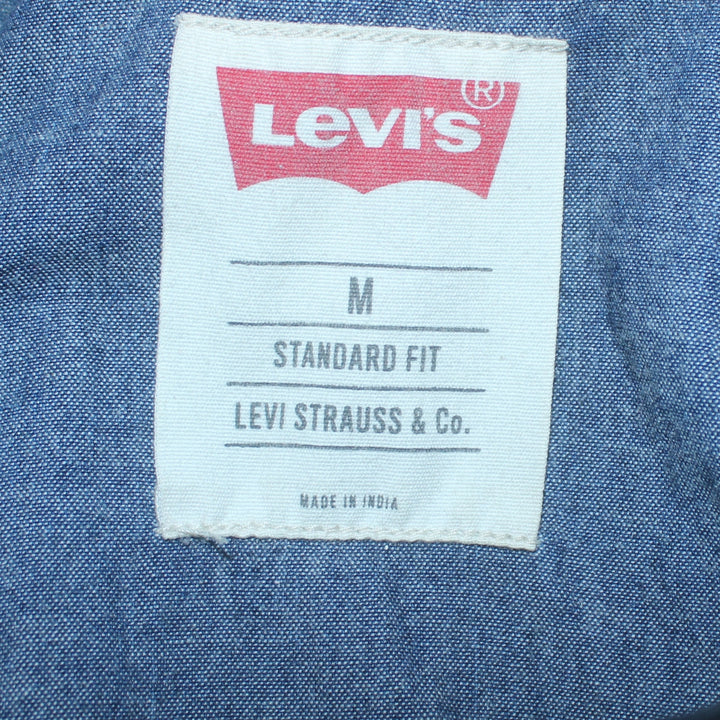 Levi's ®
M
STANDARD FIT
LEVI STRAUSS & Co.
MADE IN INDIA